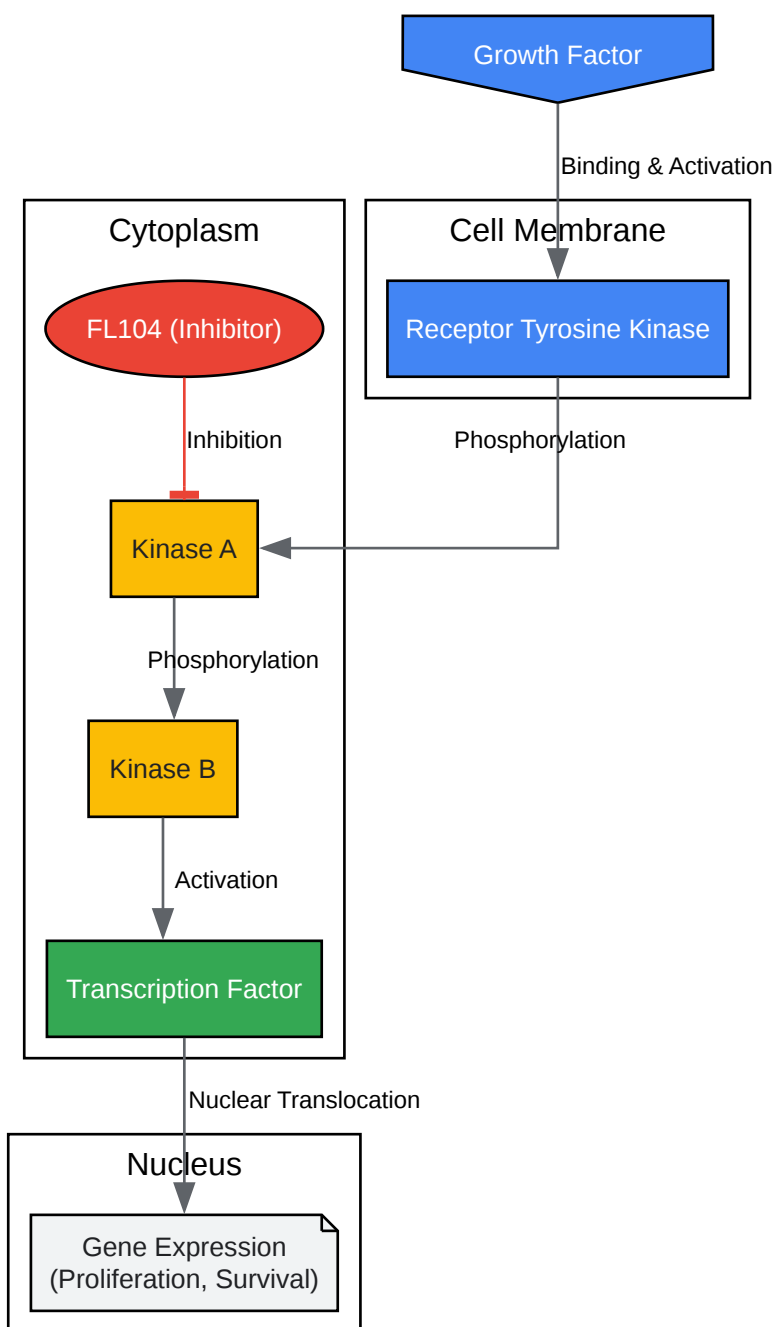 Growth Factor
Binding & Activation
Cytoplasm
Cell Membrane
FL104 (Inhibitor)
Receptor Tyrosine Kinase
Inhibition
Phosphorylation
Kinase A
Phosphorylation
Kinase B
Activation
Transcription Factor
Nuclear Translocation
Nucleus
Gene Expression
(Proliferation, Survival)